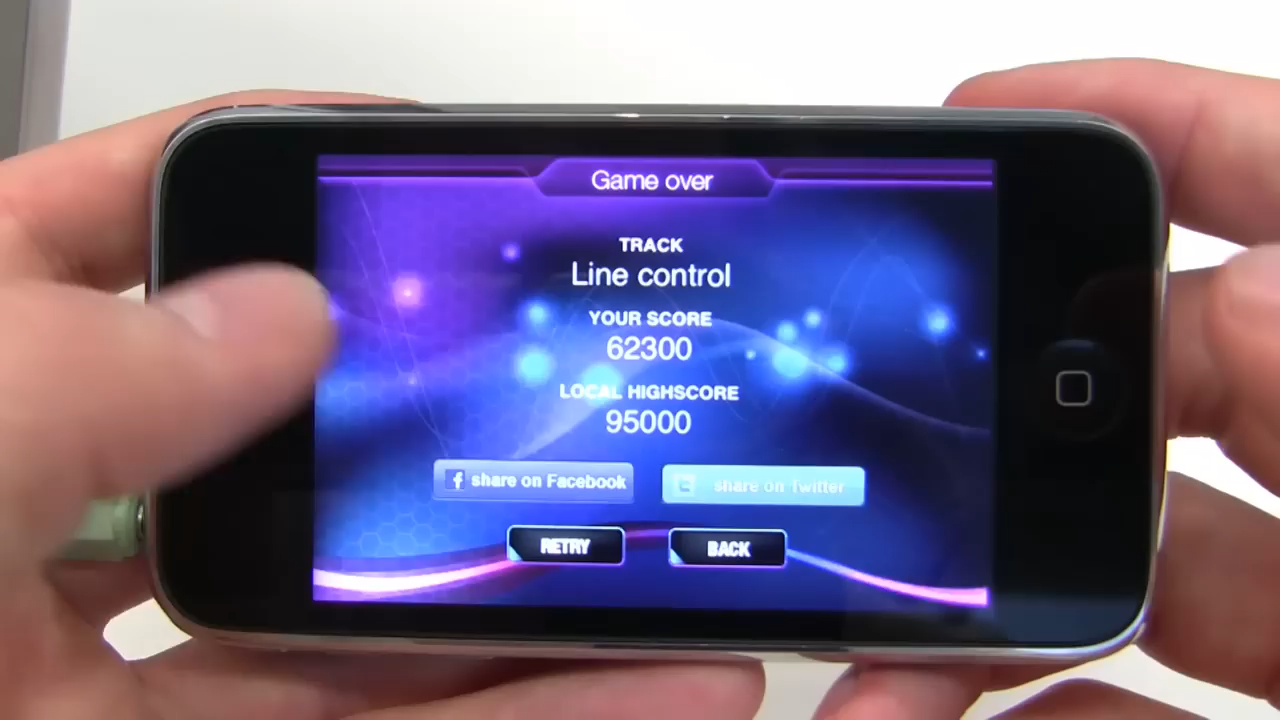 Game over
TRACK
Line control
YOUR SCORE
62300
LOCAL HIGHSCORE
95000
f share on Facebook
t share on Twitter
RETRY
BACK